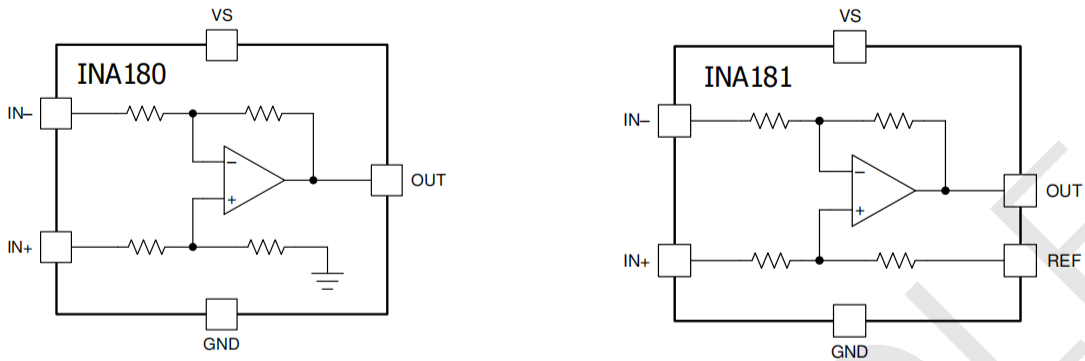 VS
INA180
IN–
−
OUT
+
IN+
GND
VS
INA181
IN–
−
OUT
+
IN+
REF
GND